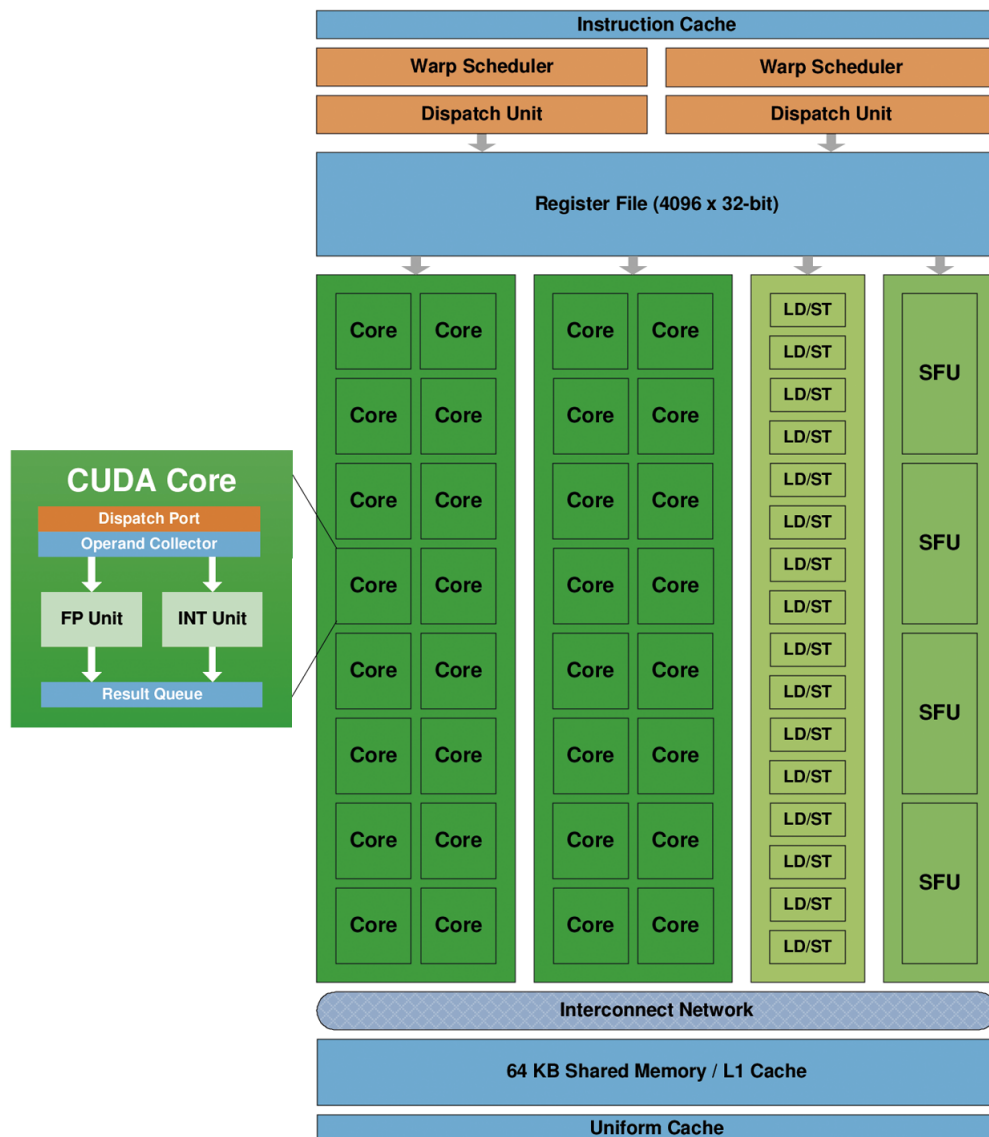 Instruction Cache
Warp Scheduler Warp Scheduler
Dispatch Unit Dispatch Unit
Register File (4096 x 32-bit)
Core Core Core Core LD/ST SFU
LD/ST
Core Core Core Core LD/ST
LD/ST
Core Core Core Core LD/ST SFU
LD/ST
Core Core Core Core LD/ST
LD/ST
Core Core Core Core LD/ST SFU
LD/ST
Core Core Core Core LD/ST
LD/ST
Core Core Core Core LD/ST SFU
LD/ST
Core Core Core Core LD/ST
LD/ST
CUDA Core
Dispatch Port
Operand Collector
FP Unit INT Unit
Result Queue
Interconnect Network
64 KB Shared Memory / L1 Cache
Uniform Cache